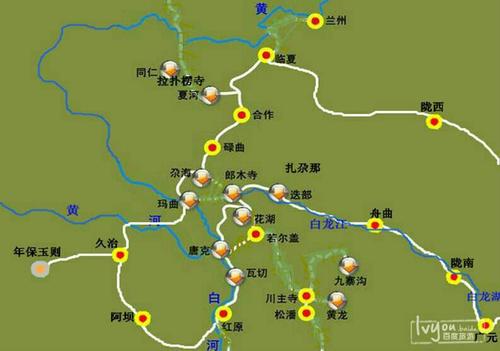 黄
兰州
临夏
同仁
拉扑楞寺
夏河
合作
陇西
碌曲
尕海
郎木寺
扎尕那
玛曲
迭部
黄
河
花湖
白龙江
舟曲
年保玉则
久治
唐克
若尔盖
瓦切
九寨沟
陇南
白
川主寺
白龙湖
阿坝
红原
松潘
黄龙
河
广元
lvyou.baidu
百度旅游